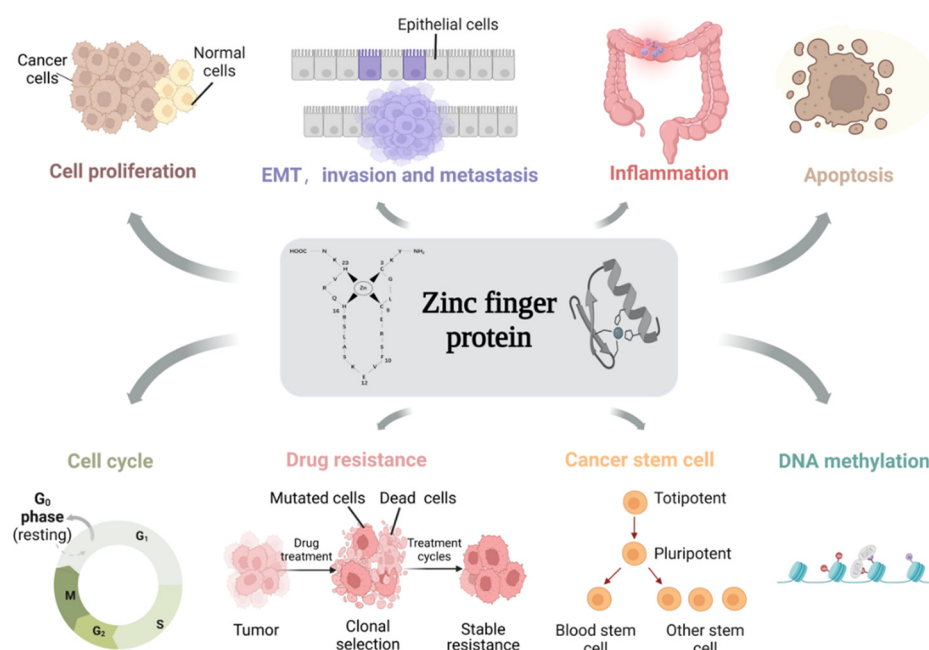 Epithelial cells
Cancer
cells
Normal
cells
Cell proliferation
EMT, invasion and metastasis
Inflammation
Apoptosis
HOOC
N
K
23
H
V
R
Q
16
H
R
S
L
A
S
K
E
12
V
10
F
S
R
E
9
C
L
G
C
3
K
Y
NH₂
Zn
Zinc finger
protein
Cell cycle
Drug resistance
Cancer stem cell
DNA methylation
G₀
phase
(resting)
G₁
M
G₂
S
Mutated cells
Dead cells
Drug
treatment
Treatment
cycles
Tumor
Clonal
selection
Stable
resistance
Totipotent
Pluripotent
Blood stem
cell
Other stem
cell